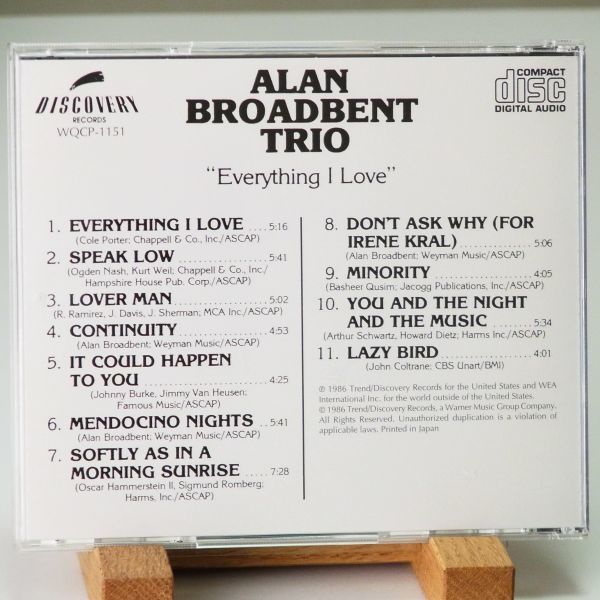 DISCOVERY
RECORDS
WQCP-1151
ALAN
BROADBENT
TRIO
"Everything I Love"
COMPACT
disc
DIGITAL AUDIO
1. EVERYTHING I LOVE ....5:16
(Cole Porter; Chappell & Co., Inc./ASCAP)
2. SPEAK LOW ..................5:41
(Ogden Nash, Kurt Weil; Chappell & Co., Inc./
Hampshire House Pub. Corp./ASCAP)
3. LOVER MAN ..................5:02
(R. Ramirez, J. Davis, J. Sherman; MCA Inc./ASCAP)
4. CONTINUITY ..................4:53
(Alan Broadbent; Weyman Music/ASCAP)
5. IT COULD HAPPEN
TO YOU ..................4:25
(Johnny Burke, Jimmy Van Heusen;
Famous Music/ASCAP)
6. MENDOCINO NIGHTS ..5:41
(Alan Broadbent; Weyman Music/ASCAP)
7. SOFTLY AS IN A
MORNING SUNRISE .....7:28
(Oscar Hammerstein II, Sigmund Romberg;
Harms, Inc./ASCAP)
8. DON'T ASK WHY (FOR
IRENE KRAL) ..................5:06
(Alan Broadbent; Weyman Music/ASCAP)
9. MINORITY ..................4:05
(Basheer Qusim; Jacogg Publications, Inc./ASCAP)
10. YOU AND THE NIGHT
AND THE MUSIC .........5:34
(Arthur Schwartz, Howard Dietz; Harms Inc./ASCAP)
11. LAZY BIRD ..................4:01
(John Coltrane; CBS Unart/BMI)
℗ 1986 Trend/Discovery Records for the United States and WEA
International Inc. for the world outside of the United States.
© 1986 Trend/Discovery Records, a Warner Music Group Company.
All Rights Reserved. Unauthorized duplication is a violation of
applicable laws. Printed in Japan